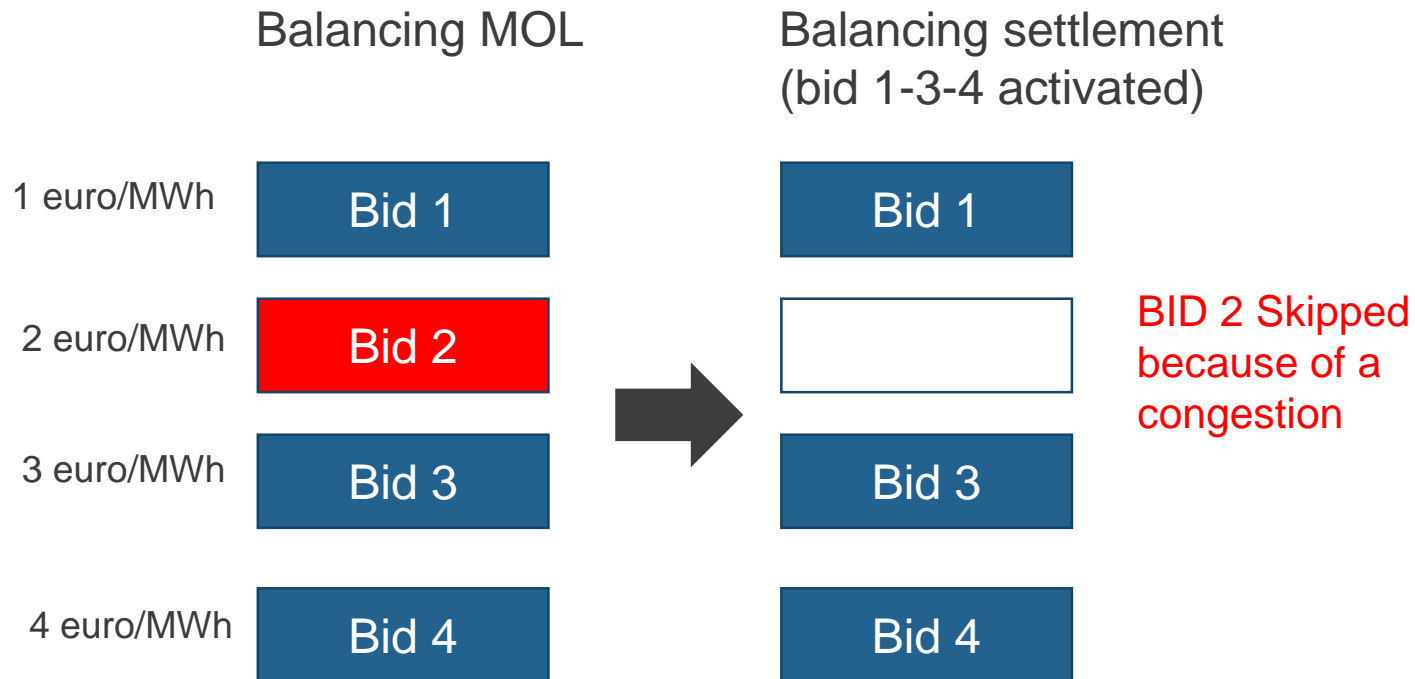 Balancing MOL
Balancing settlement
(bid 1-3-4 activated)
1 euro/MWh
Bid 1
Bid 1
2 euro/MWh
Bid 2
BID 2 Skipped
because of a
congestion
3 euro/MWh
Bid 3
Bid 3
4 euro/MWh
Bid 4
Bid 4